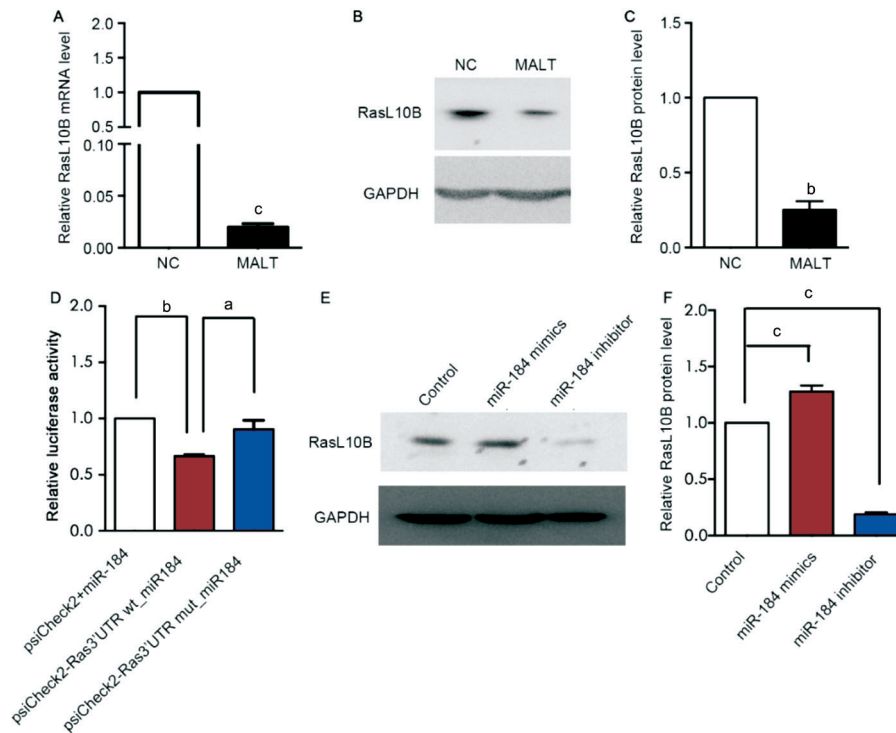 A
Relative RasL10B mRNA level
2.0
1.5
1.0
0.5
0.10
0.05
0.00
c
NC
MALT
B
NC
MALT
RasL10B
GAPDH
C
Relative RasL10B protein level
1.5
1.0
0.5
0.0
b
NC
MALT
D
Relative luciferase activity
2.0
1.5
1.0
0.5
0.0
b
a
psiCheck2+miR-184
psiCheck2-Ras3'UTR wt_miR184
psiCheck2-Ras3'UTR mut_miR184
E
Control
miR-184 mimics
miR-184 inhibitor
RasL10B
GAPDH
F
Relative RasL10B protein level
2.0
1.5
1.0
0.5
0.0
c
c
Control
miR-184 mimics
miR-184 inhibitor